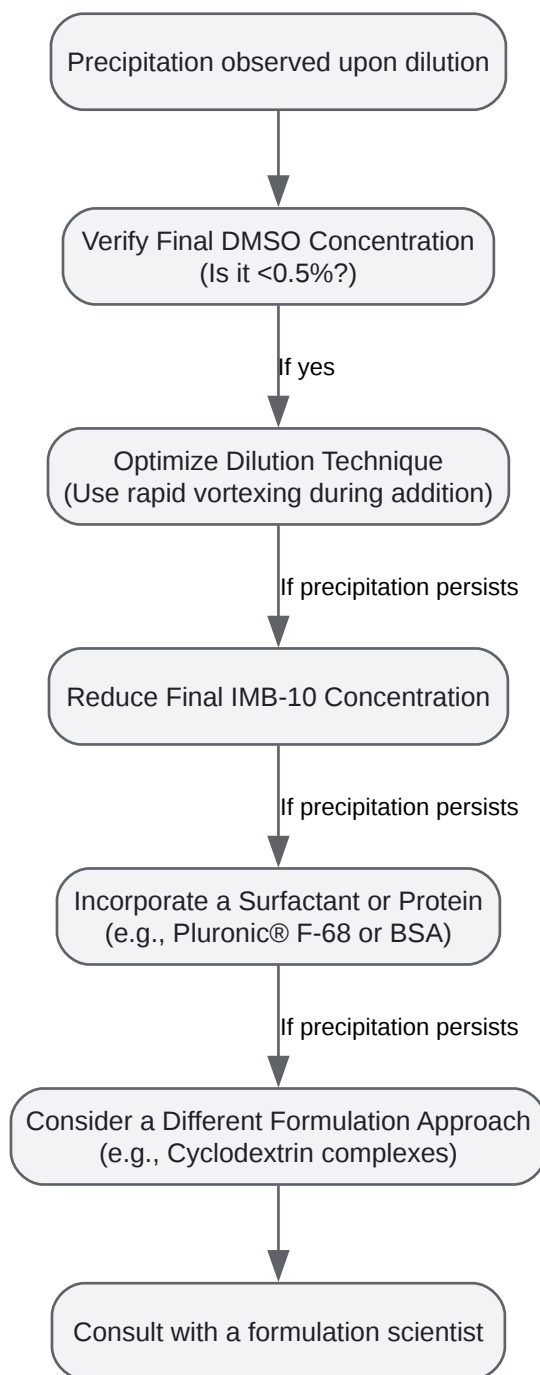 Precipitation observed upon dilution
Verify Final DMSO Concentration
(Is it <0.5%?)
If yes
Optimize Dilution Technique
(Use rapid vortexing during addition)
If precipitation persists
Reduce Final IMB-10 Concentration
If precipitation persists
Incorporate a Surfactant or Protein
(e.g., Pluronic® F-68 or BSA)
If precipitation persists
Consider a Different Formulation Approach
(e.g., Cyclodextrin complexes)
Consult with a formulation scientist